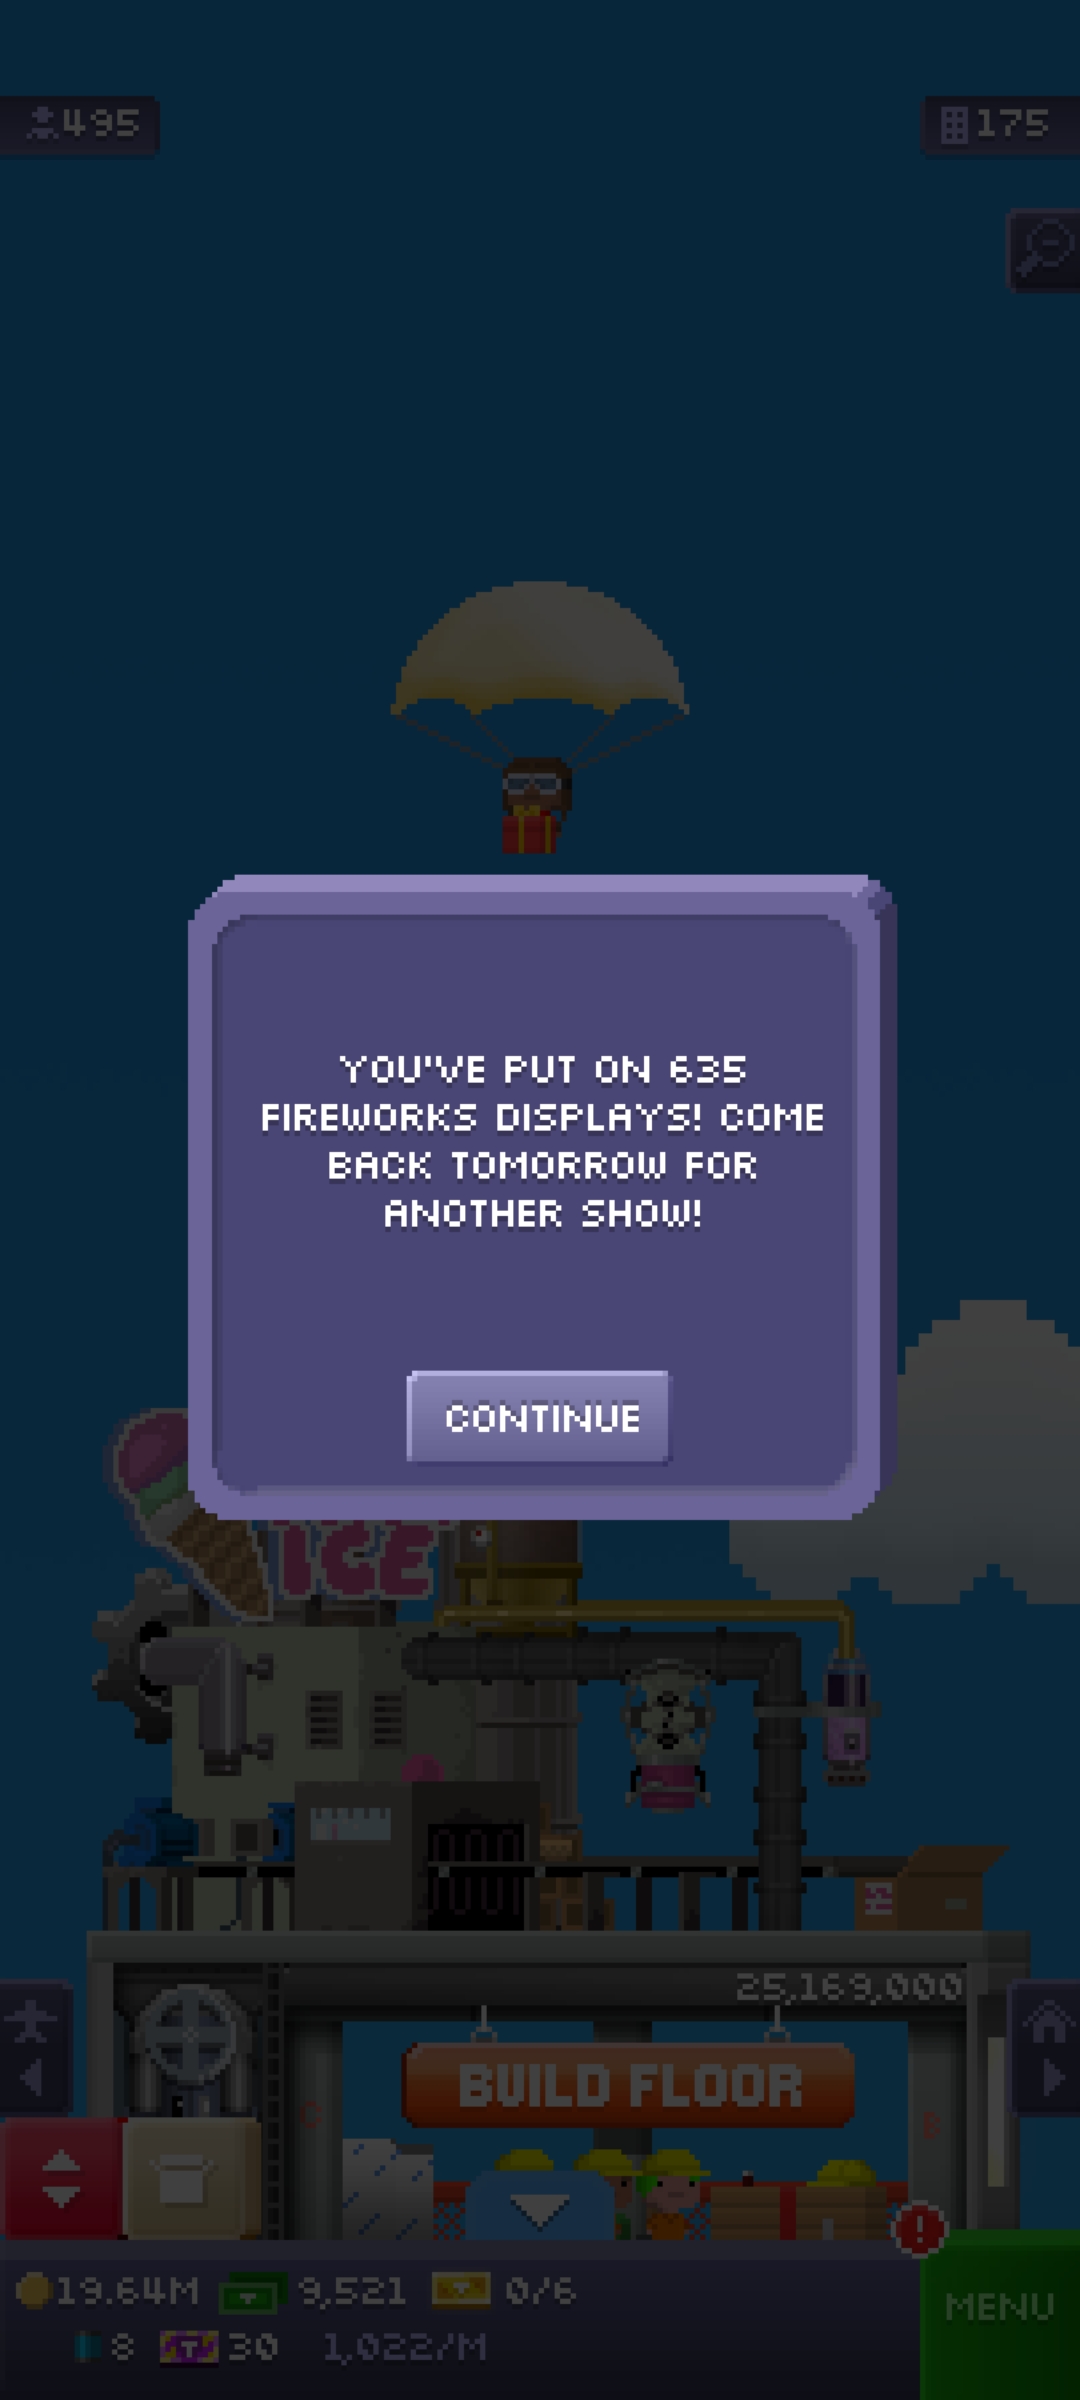 495
175
YOU'VE PUT ON 635
FIREWORKS DISPLAYS! COME
BACK TOMORROW FOR
ANOTHER SHOW!
CONTINUE
ICE
25,169,000
BUILD FLOOR
19.64M 9,521 0/6
8 30 1,022/M
MENU